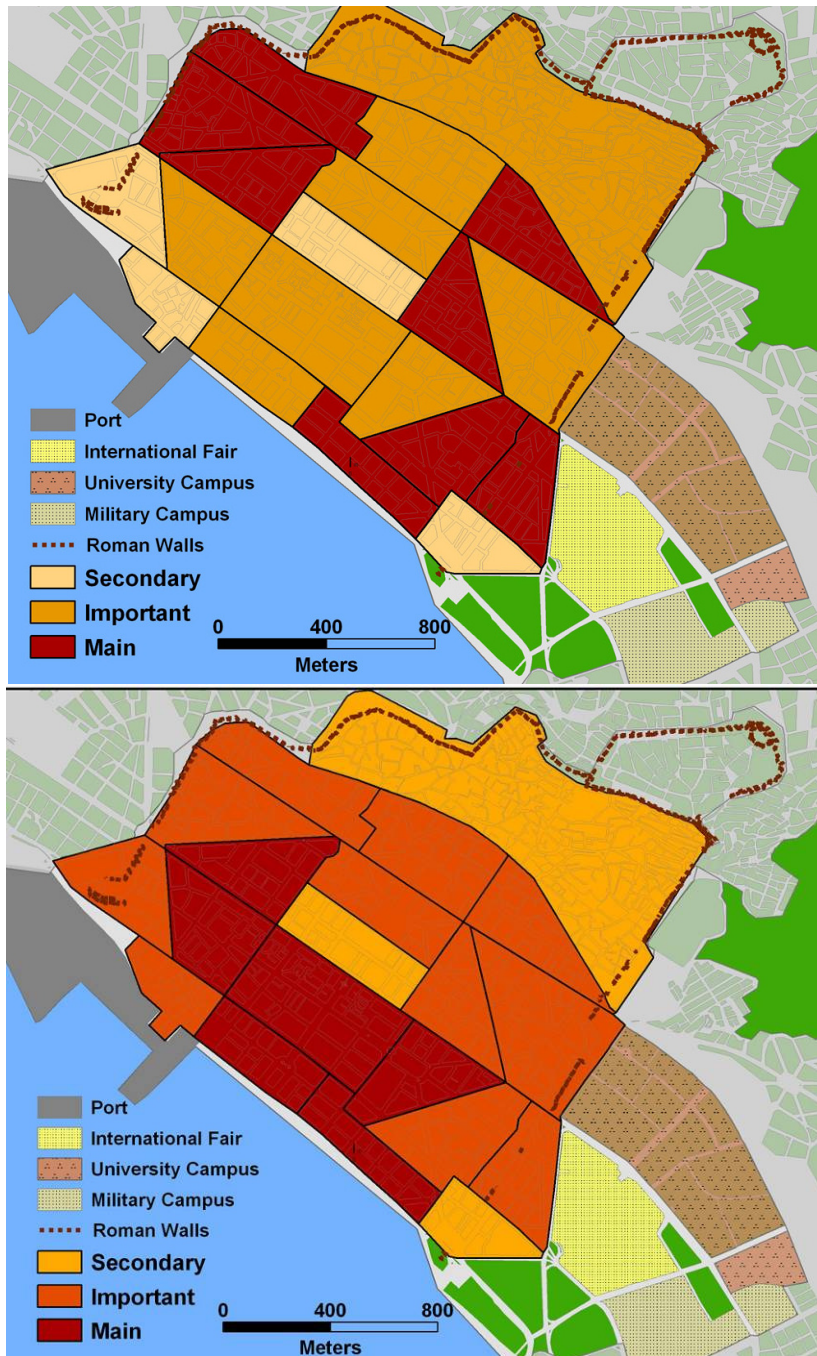 Port
International Fair
University Campus
Military Campus
Roman Walls
Secondary
Important
Main
0 400 800
Meters
Port
International Fair
University Campus
Military Campus
Roman Walls
Secondary
Important
Main
0 400 800
Meters